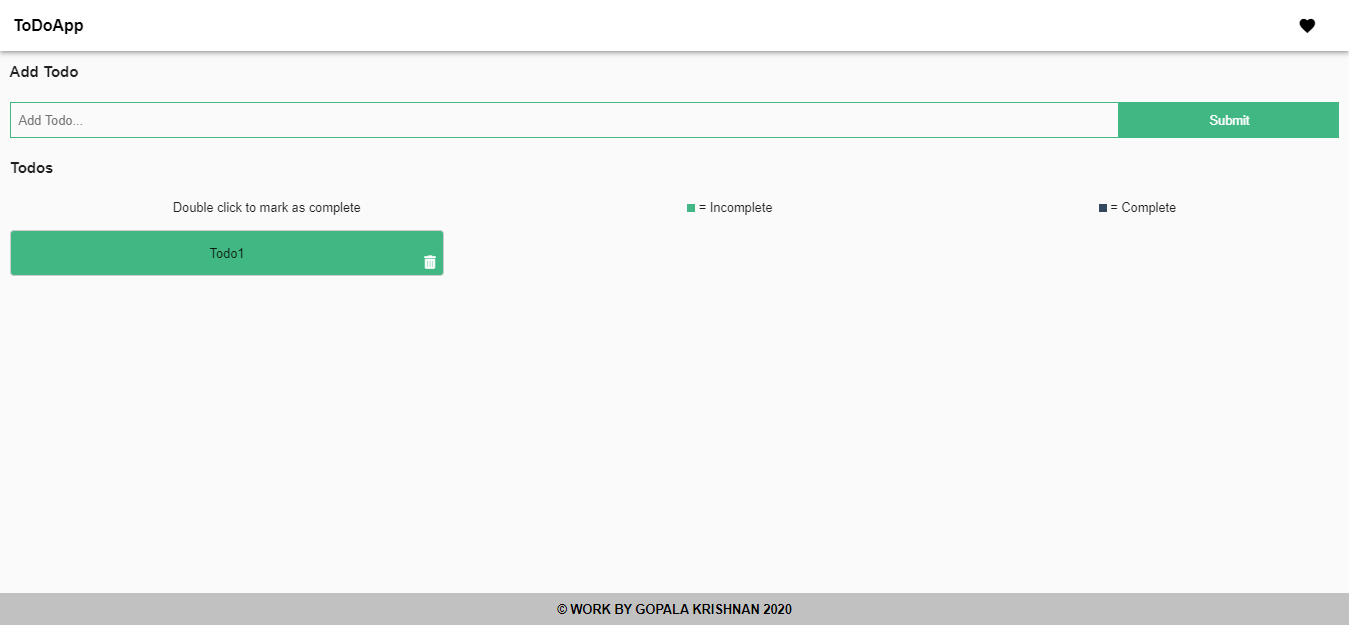 ToDoApp
Add Todo
Add Todo...
Submit
Todos
Double click to mark as complete
= Incomplete
= Complete
Todo1
© WORK BY GOPALA KRISHNAN 2020